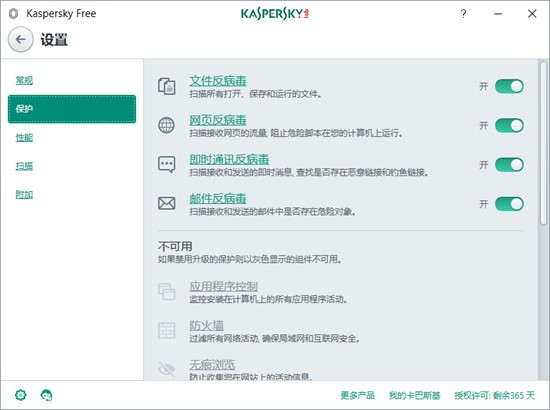 Kaspersky Free
KASPERSKY
?
设置
常规
保护
性能
扫描
附加
文件反病毒
扫描所有打开、保存和运行的文件。
开
网页反病毒
扫描接收网页的流量, 阻止危险脚本在您的计算机上运行。
开
即时通讯反病毒
扫描接收和发送的即时消息, 查找是否存在恶意链接和钓鱼链接。
开
邮件反病毒
扫描接收和发送的邮件中是否存在危险对象。
开
不可用
如果禁用升级的保护则以灰色显示的组件不可用。
应用程序控制
监控安装在计算机上的所有应用程序活动。
防火墙
过滤所有网络活动, 确保局域网和互联网安全。
无痕浏览
防止收集您在网站上的活动信息。
更多产品
我的卡巴斯基
授权许可: 剩余365 天